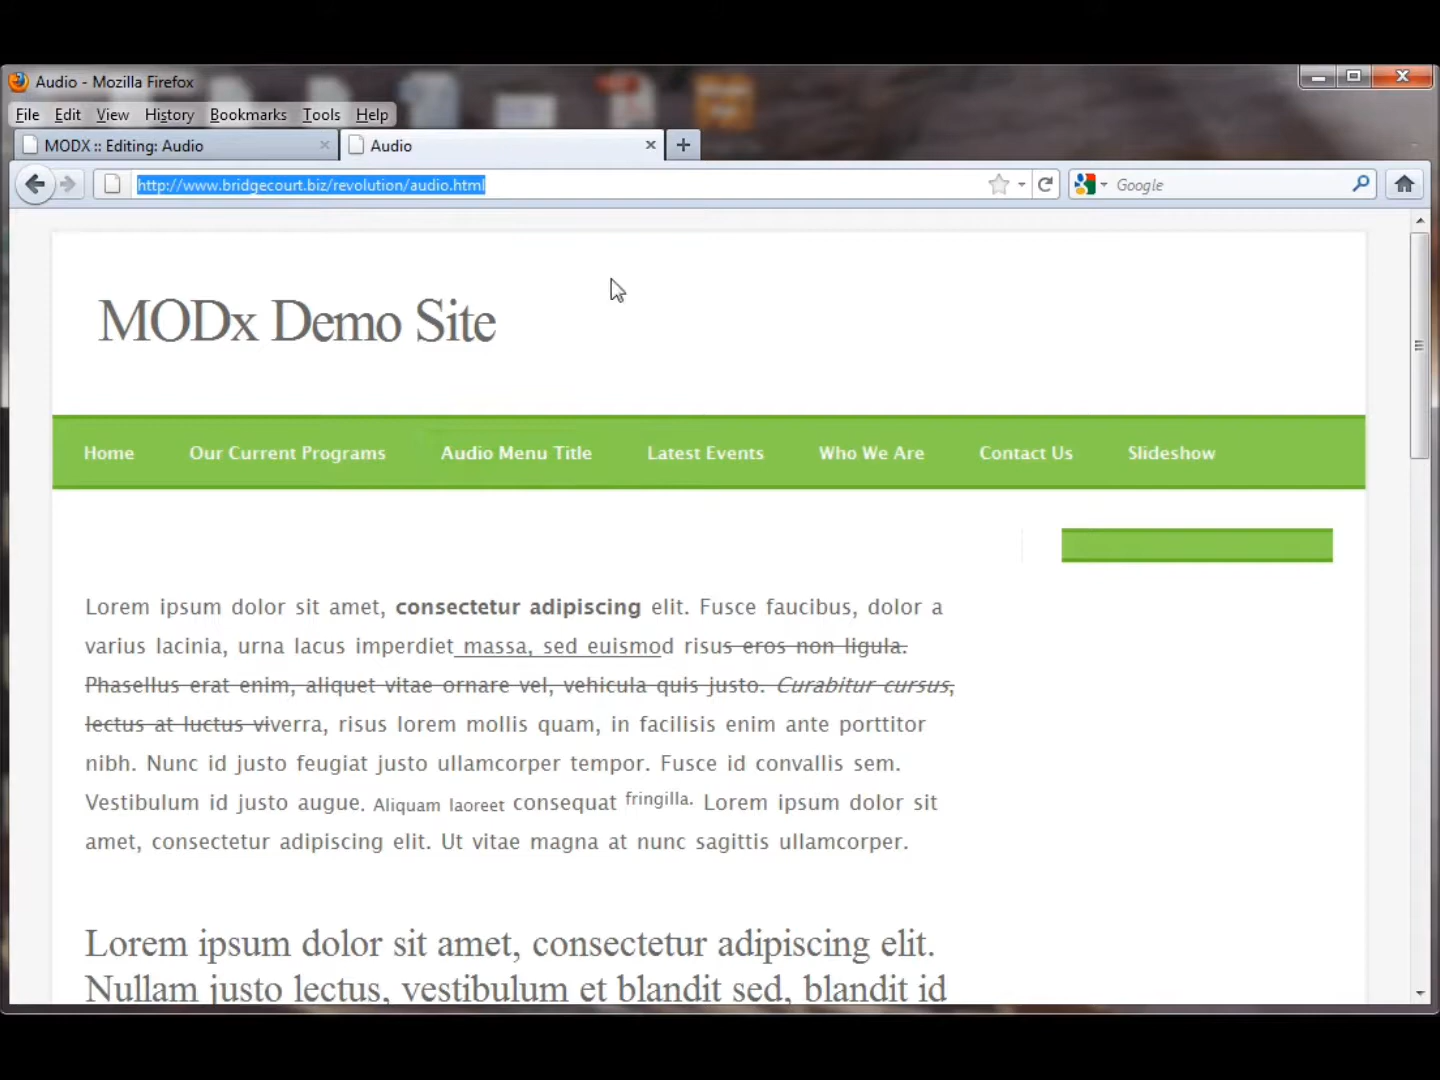 Audio - Mozilla Firefox
File Edit View History Bookmarks Tools Help
MODX :: Editing: Audio Audio
http://www.bridgecourt.biz/revolution/audio.html Google
MODx Demo Site
Home Our Current Programs Audio Menu Title Latest Events Who We Are Contact Us Slideshow
Lorem ipsum dolor sit amet, consectetur adipiscing elit. Fusce faucibus, dolor a
varius lacinia, urna lacus imperdiet massa, sed euismod risus eros non ligula.
Phasellus erat enim, aliquet vitae ornare vel, vehicula quis justo. Curabitur cursus,
lectus at luctus viverra, risus lorem mollis quam, in facilisis enim ante porttitor
nibh. Nunc id justo feugiat justo ullamcorper tempor. Fusce id convallis sem.
Vestibulum id justo augue. Aliquam laoreet consequat fringilla. Lorem ipsum dolor sit
amet, consectetur adipiscing elit. Ut vitae magna at nunc sagittis ullamcorper.
Lorem ipsum dolor sit amet, consectetur adipiscing elit.
Nullam justo lectus, vestibulum et blandit sed, blandit id